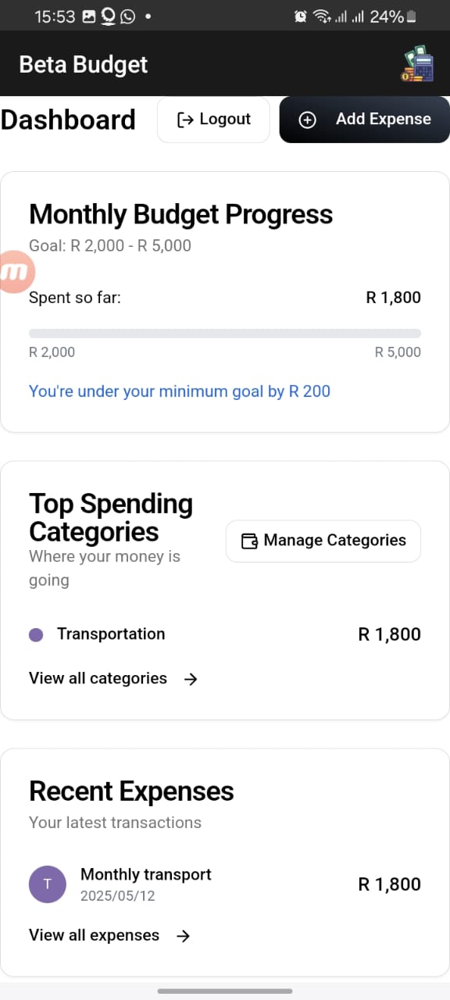 15:53 24%
Beta Budget
Dashboard Logout Add Expense
Monthly Budget Progress
Goal: R 2,000 - R 5,000
m
Spent so far: R 1,800
R 2,000 R 5,000
You're under your minimum goal by R 200
Top Spending
Categories
Manage Categories
Where your money is
going
Transportation R 1,800
View all categories
Recent Expenses
Your latest transactions
T Monthly transport R 1,800
2025/05/12
View all expenses